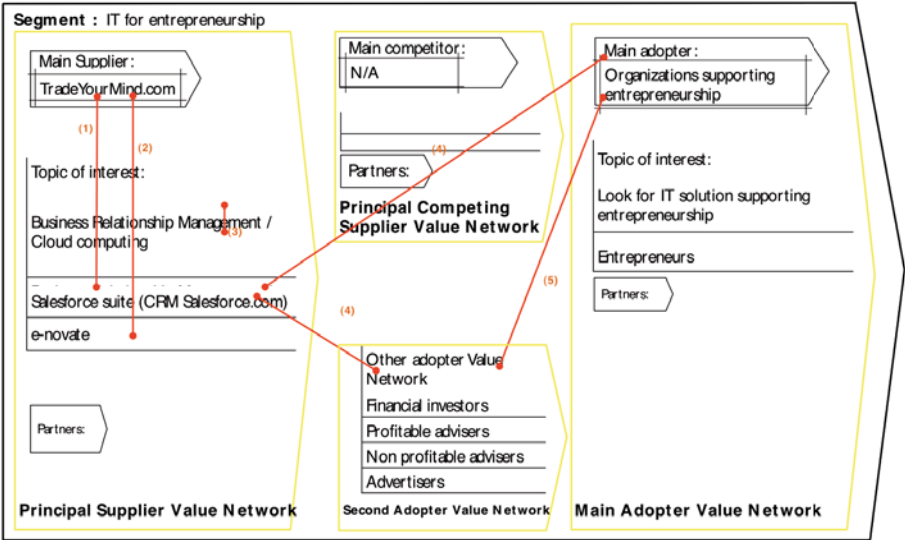 Segment : IT for entrepreneurship
Main Supplier:
TradeYourMind.com
(1)
(2)
Topic of interest:
Business Relationship Management /
Cloud computing
(3)
Salesforce suite (CRM Salesforce.com)
e-novate
Partners:
Principal Supplier Value Network
Main competitor:
N/A
(4)
Partners:
Principal Competing
Supplier Value Network
(4)
(5)
Other adopter Value
Network
Financial investors
Profitable advisers
Non profitable advisers
Advertisers
Second Adopter Value Network
Main adopter:
Organizations supporting
entrepreneurship
Topic of interest:
Look for IT solution supporting
entrepreneurship
Entrepreneurs
Partners:
Main Adopter Value Network